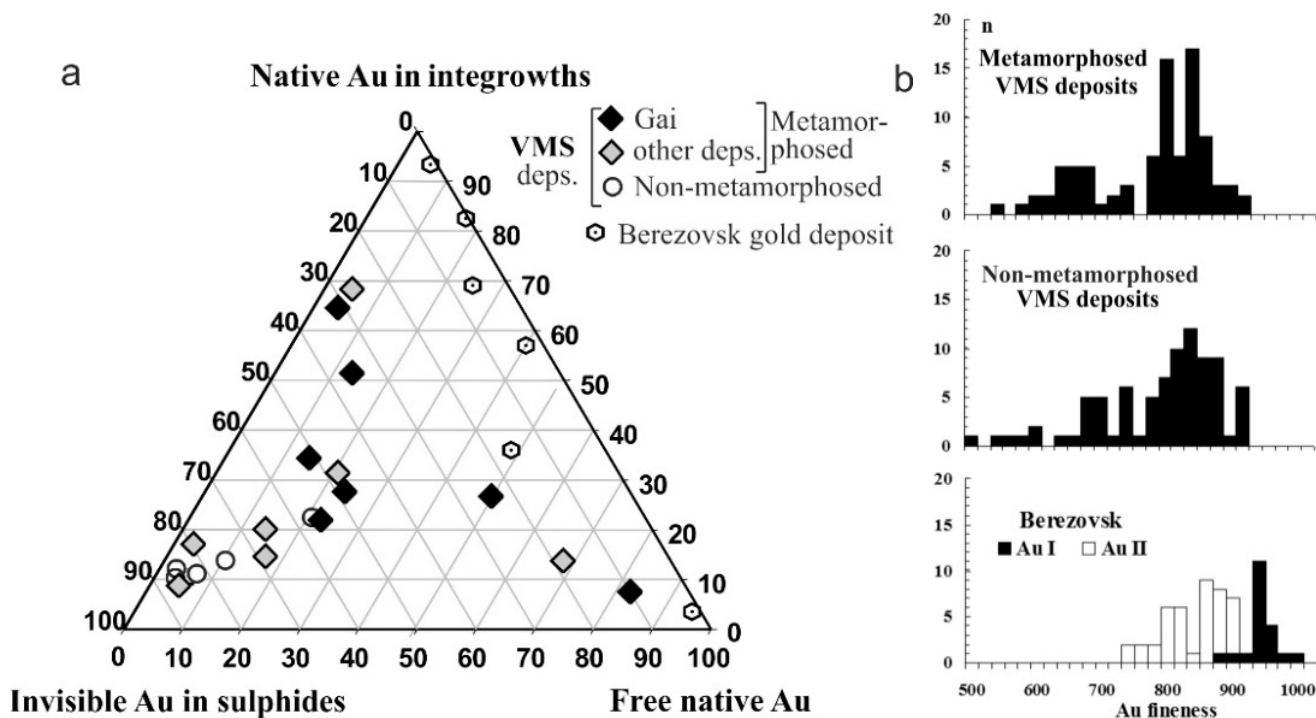 a
Native Au in integrowths
VMS
deps.
Gai
other deps.
Metamor-
phosed
Non-metamorphosed
Berezovsk gold deposit
0
10
20
30
40
50
60
70
80
90
100
90
80
70
60
50
40
30
20
10
0
0 10 20 30 40 50 60 70 80 90 100
Invisible Au in sulphides
Free native Au
b
20
15
10
5
0
n
Metamorphosed
VMS deposits
20
15
10
5
0
Non-metamorphosed
VMS deposits
20
15
10
5
0
Berezovsk
Au I Au II
500 600 700 800 900 1000
Au fineness